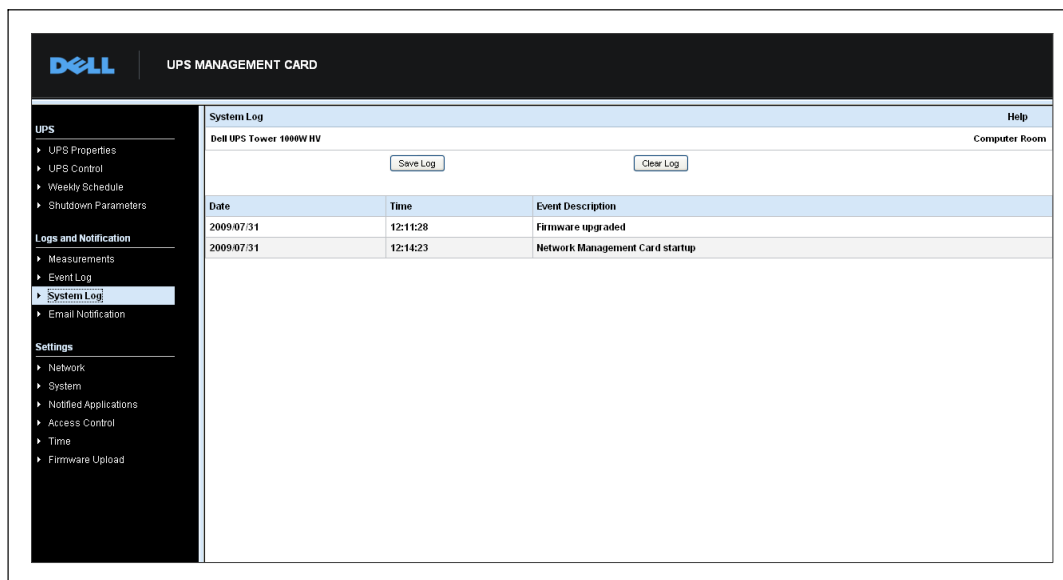 DELL
UPS MANAGEMENT CARD
UPS
UPS Properties
UPS Control
Weekly Schedule
Shutdown Parameters
Logs and Notification
Measurements
Event Log
System Log
Email Notification
Settings
Network
System
Notified Applications
Access Control
Time
Firmware Upload
System Log Help
Dell UPS Tower 1000W HV Computer Room
Save Log Clear Log
Date Time Event Description
2009/07/31 12:11:28 Firmware upgraded
2009/07/31 12:14:23 Network Management Card startup